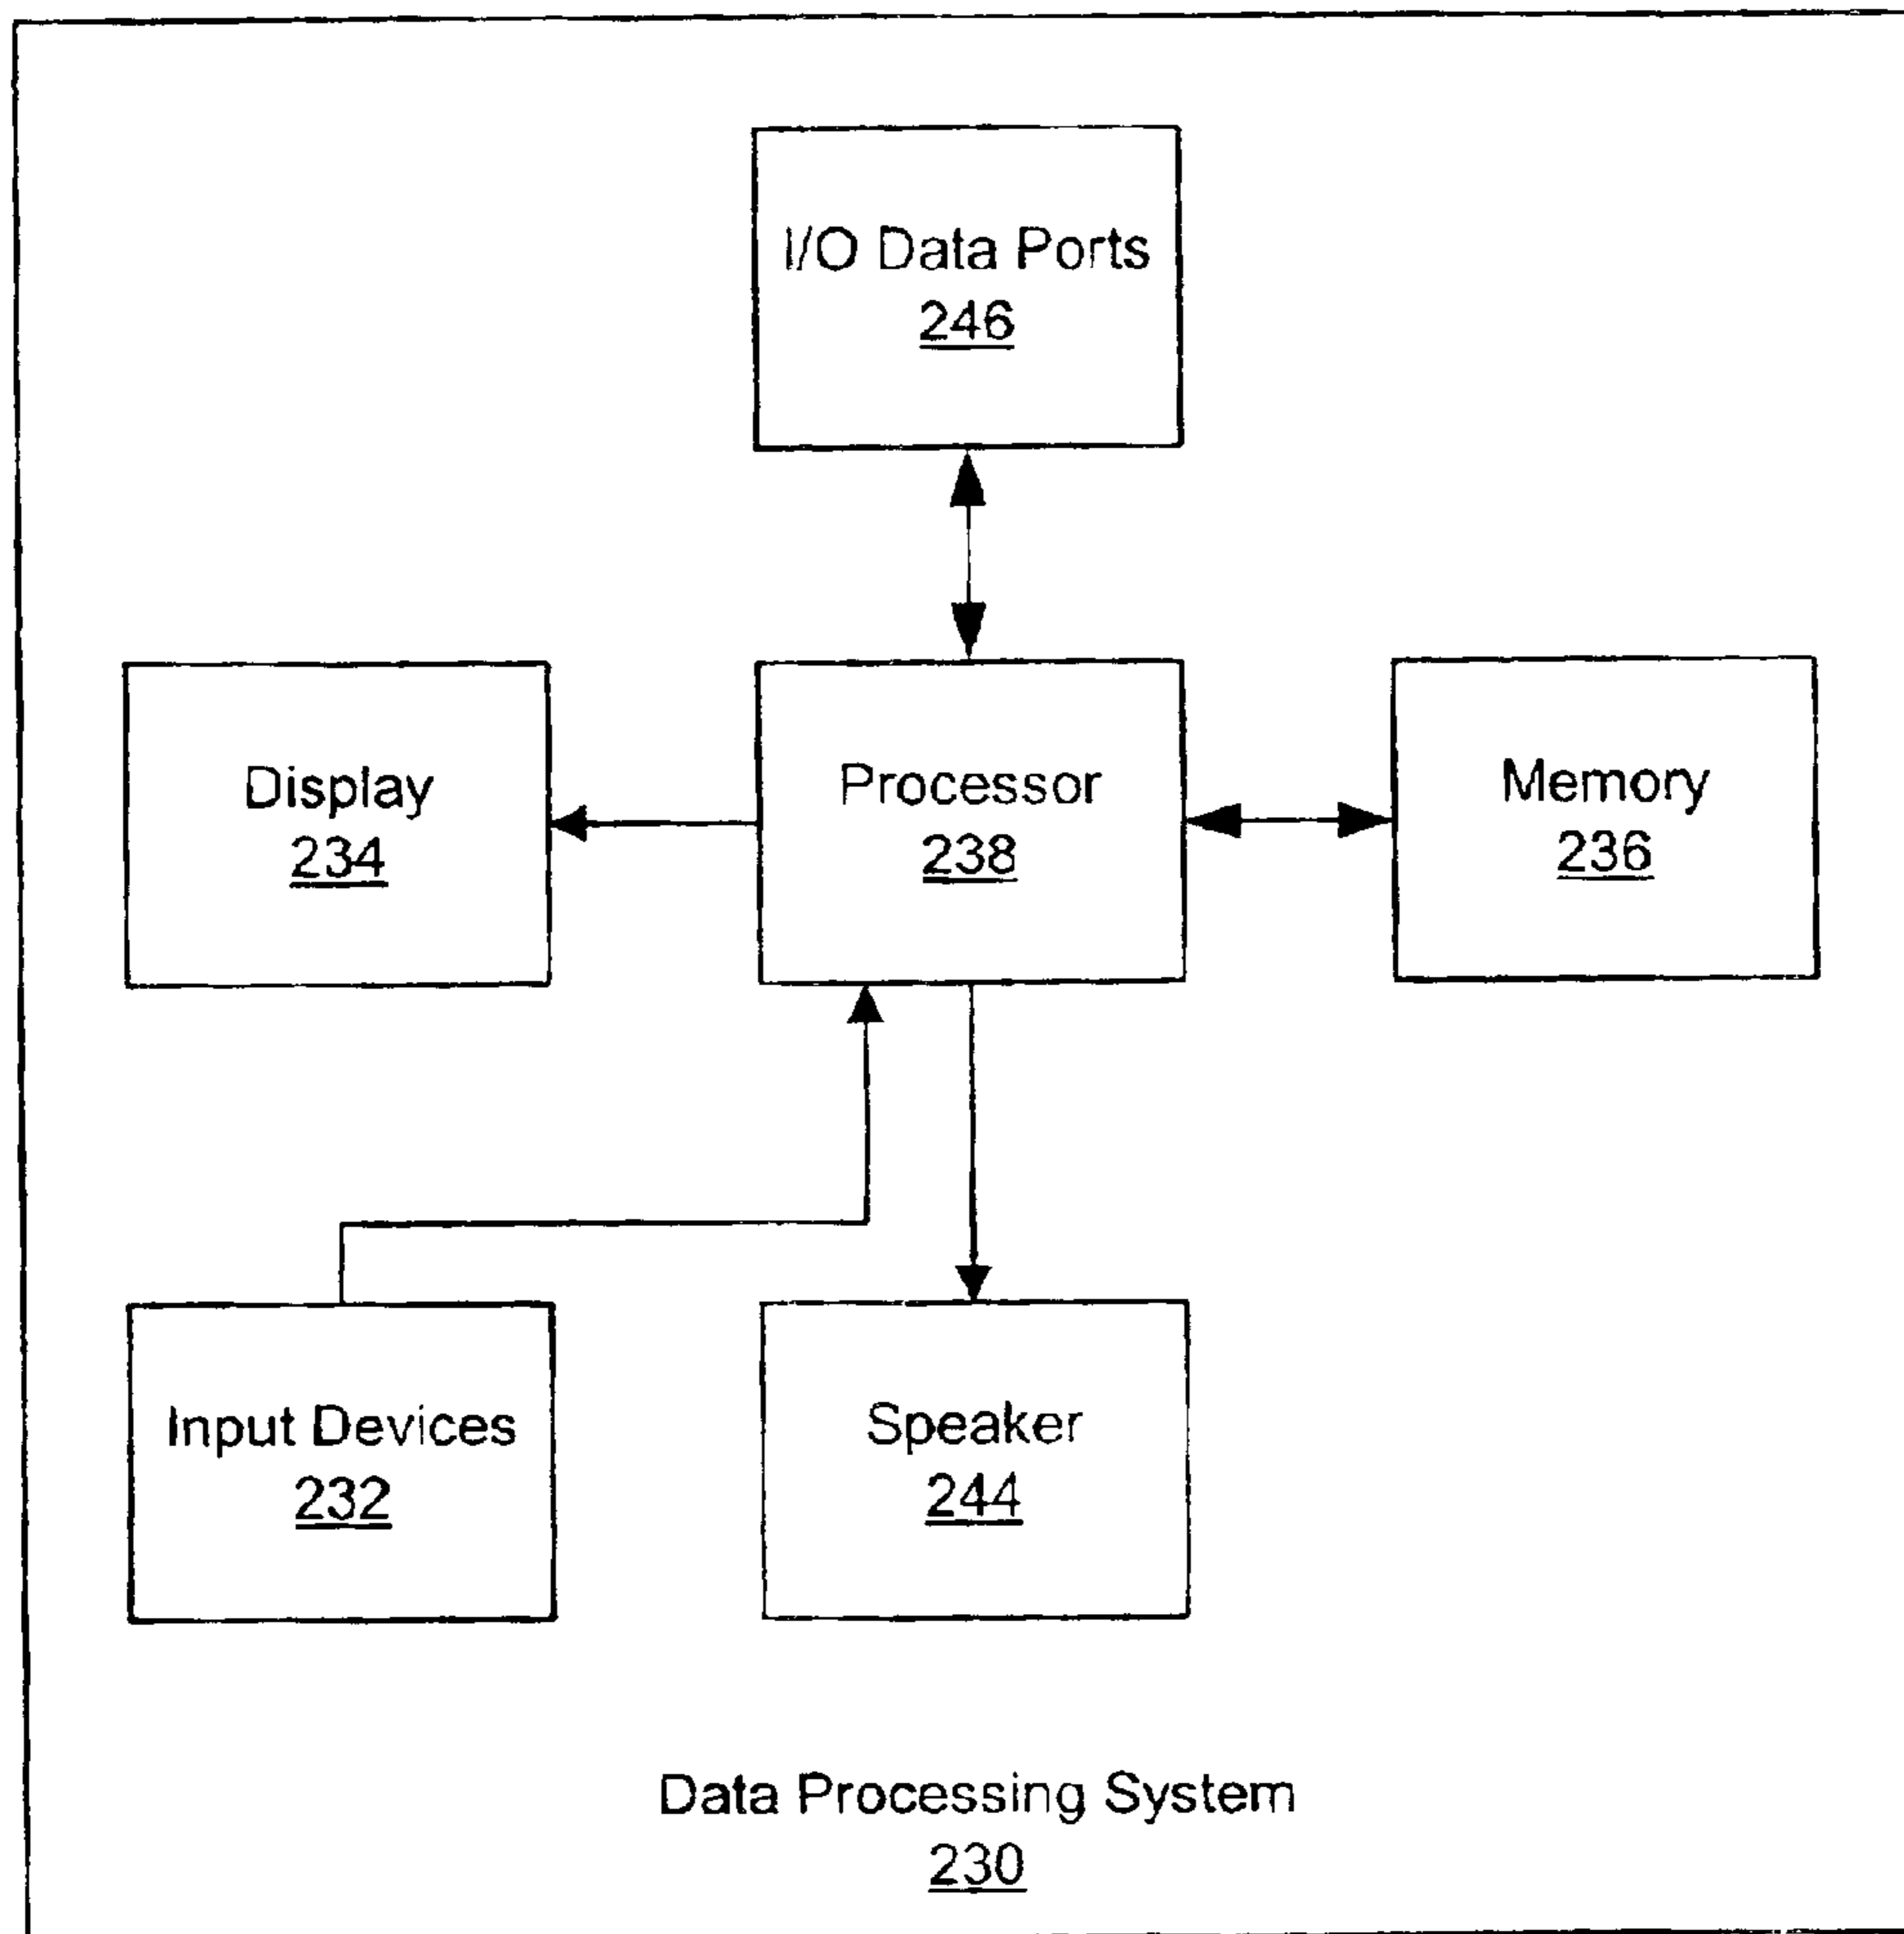 I/O Data Ports
246
Display
234
Processor
238
Memory
236
Input Devices
232
Speaker
244
Data Processing System
230